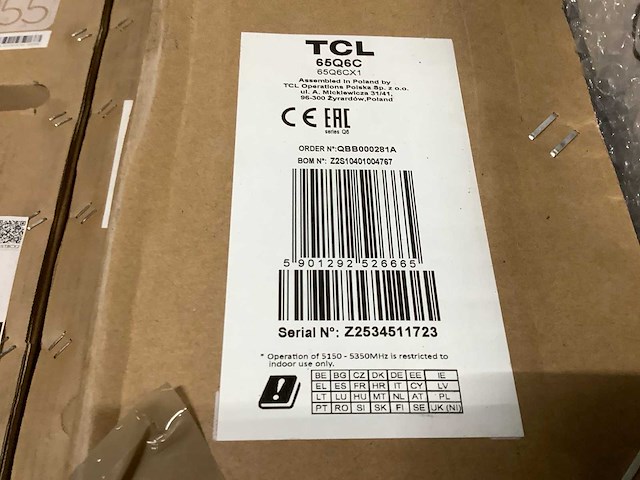 55
TCL
65Q6C
65Q6CX1
Assembled in Poland by
TCL Operations Polska Sp. z o.o.
ul. A. Mickiewicza 31/41,
96-300 Żyrardów,Poland
CE EAC
series Q6
ORDER N°:QBB000281A
BOM N°: Z2S10401004767
5 901292 526665
Serial N°: Z2534511723
* Operation of 5150 - 5350MHz is restricted to
indoor use only.
BE BG CZ DK DE EE IE
EL ES FR HR IT CY LV
LT LU HU MT NL AT PL
PT RO SI SK FI SE UK(NI)